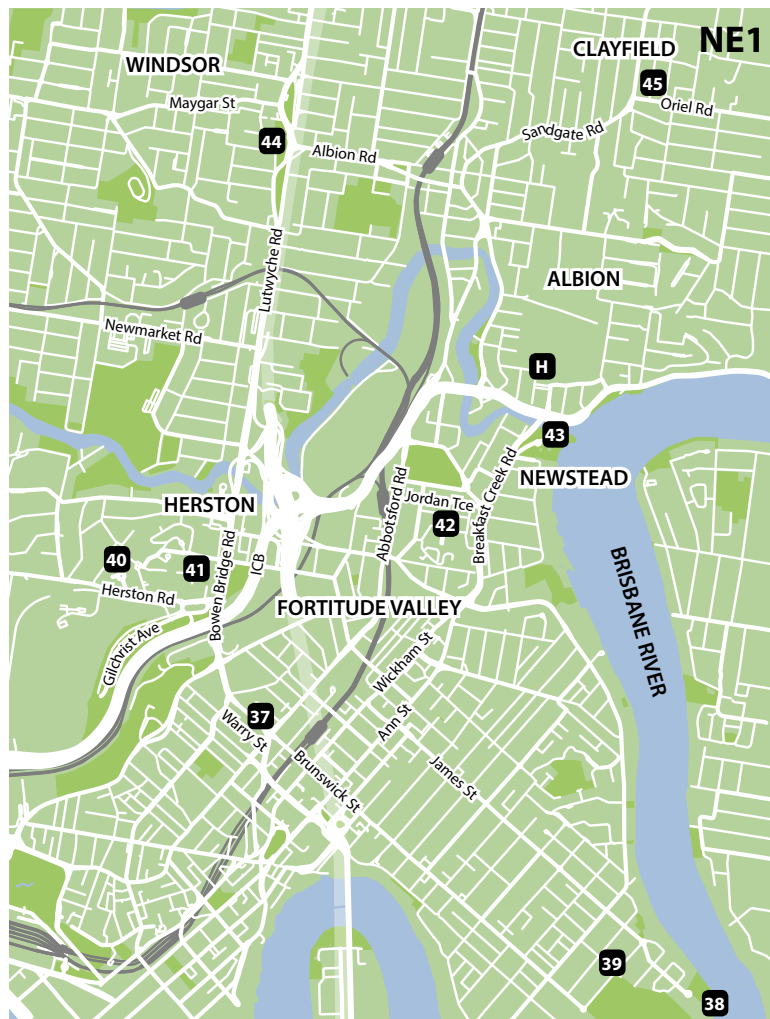 NE1
CLAYFIELD
WINDSOR
45
Maygar St
Oriel Rd
Sandgate Rd
44
Albion Rd
Lutwyche Rd
ALBION
Newmarket Rd
H
43
Breakfast Creek Rd
NEWSTEAD
Abbotsford Rd
Jordan Tce
HERSTON
42
BRISBANE RIVER
40
41
Bowen Bridge Rd
ICB
Herston Rd
FORTITUDE VALLEY
Gilchrist Ave
Wickham St
37
Warry St
Ann St
Brunswick St
James St
39
38